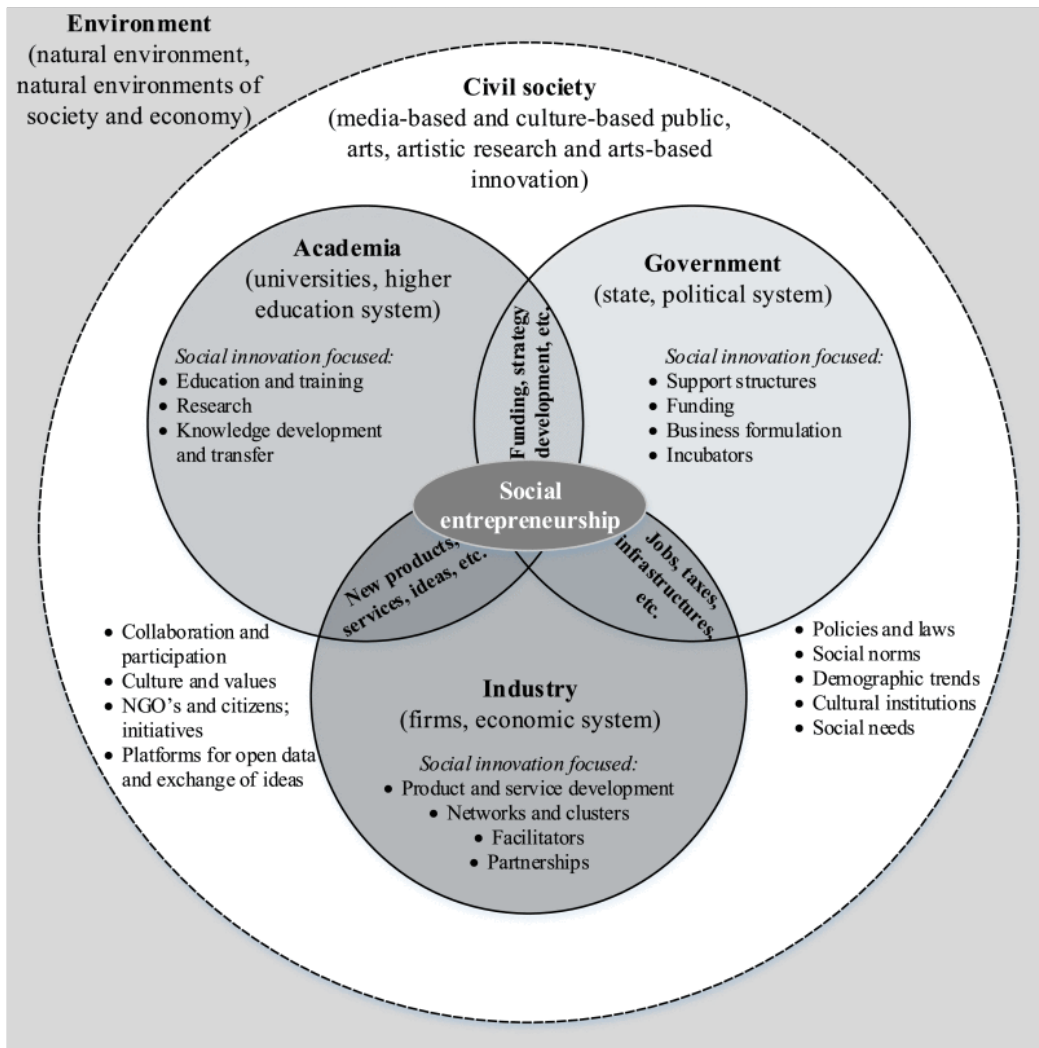 Environment
(natural environment,
natural environments of
society and economy)
Civil society
(media-based and culture-based public,
arts, artistic research and arts-based
innovation)
Academia
(universities, higher
education system)
Social innovation focused:
• Education and training
• Research
• Knowledge development
and transfer
Funding, strategy
development, etc,
Government
(state, political system)
Social innovation focused:
• Support structures
• Funding
• Business formulation
• Incubators
Social
entrepreneurship
New products,
services, ideas, etc.
Jobs, taxes,
infrastructures,
etc.
• Collaboration and
participation
• Culture and values
• NGO's and citizens;
initiatives
• Platforms for open data
and exchange of ideas
• Policies and laws
• Social norms
• Demographic trends
• Cultural institutions
• Social needs
Industry
(firms, economic system)
Social innovation focused:
• Product and service development
• Networks and clusters
• Facilitators
• Partnerships